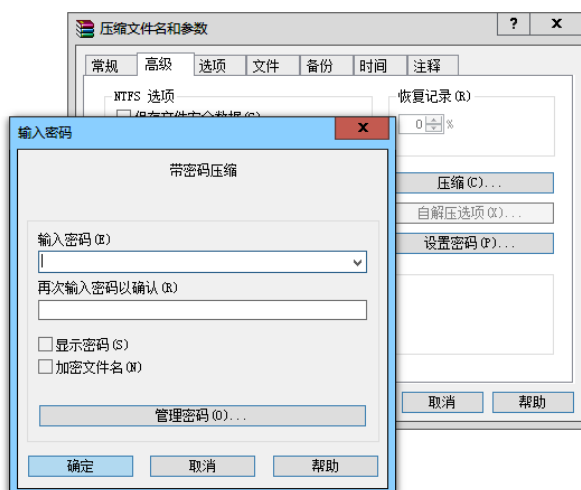 压缩文件名和参数
? x
常规 高级 选项 文件 备份 时间 注释
NTFS 选项
恢复记录(R)
0 %
压缩(C)...
自解压选项(X)...
设置密码(P)...
取消 帮助
输入密码 x
带密码压缩
输入密码(E)
再次输入密码以确认(R)
显示密码(S)
加密文件名(N)
管理密码(O)...
确定 取消 帮助